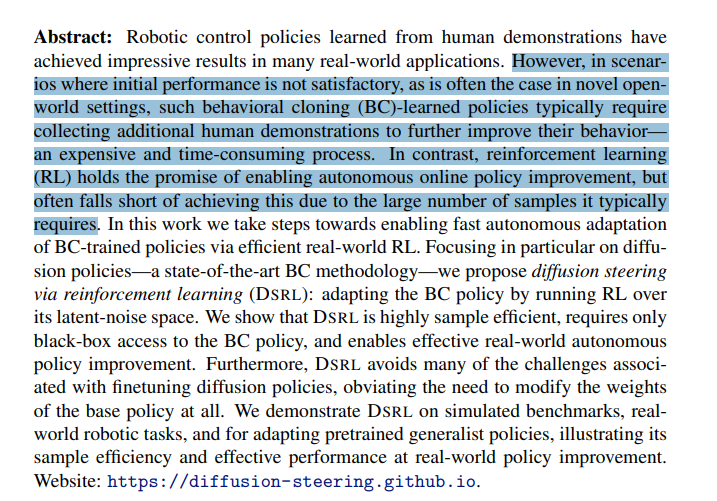 Abstract: Robotic control policies learned from human demonstrations have
achieved impressive results in many real-world applications. However, in scenar-
ios where initial performance is not satisfactory, as is often the case in novel open-
world settings, such behavioral cloning (BC)-learned policies typically require
collecting additional human demonstrations to further improve their behavior—
an expensive and time-consuming process. In contrast, reinforcement learning
(RL) holds the promise of enabling autonomous online policy improvement, but
often falls short of achieving this due to the large number of samples it typically
requires. In this work we take steps towards enabling fast autonomous adaptation
of BC-trained policies via efficient real-world RL. Focusing in particular on diffu-
sion policies—a state-of-the-art BC methodology—we propose diffusion steering
via reinforcement learning (DSRL): adapting the BC policy by running RL over
its latent-noise space. We show that DSRL is highly sample efficient, requires only
black-box access to the BC policy, and enables effective real-world autonomous
policy improvement. Furthermore, DSRL avoids many of the challenges associ-
ated with finetuning diffusion policies, obviating the need to modify the weights
of the base policy at all. We demonstrate DSRL on simulated benchmarks, real-
world robotic tasks, and for adapting pretrained generalist policies, illustrating its
sample efficiency and effective performance at real-world policy improvement.
Website: https://diffusion-steering.github.io.